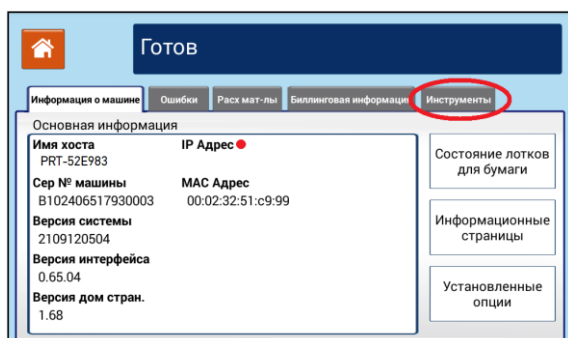 Готов
Информация о машине Ошибки Расх мат-лы Биллинговая информация Инструменты
Основная информация
Имя хоста IP Адрес
PRT-52E983
Сер № машины MAC Адрес
B102406517930003 00:02:32:51:c9:99
Версия системы
2109120504
Версия интерфейса
0.65.04
Версия дом стран.
1.68
Состояние лотков
для бумаги
Информационные
страницы
Установленные
опции